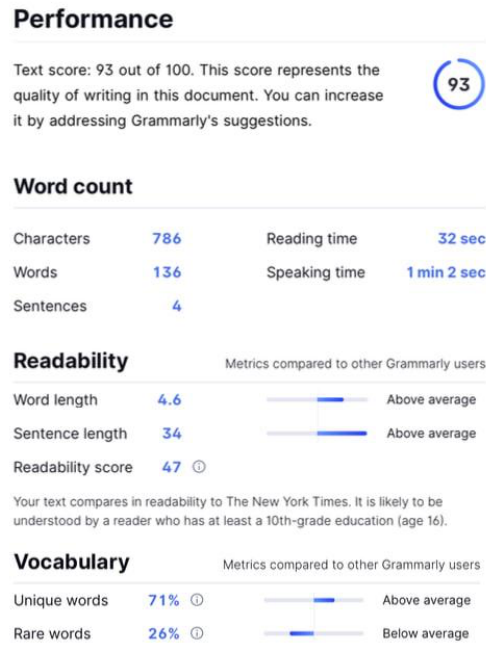 Performance
Text score: 93 out of 100. This score represents the
quality of writing in this document. You can increase
it by addressing Grammarly's suggestions.
93
Word count
Characters 786 Reading time 32 sec
Words 136 Speaking time 1 min 2 sec
Sentences 4
Readability Metrics compared to other Grammarly users
Word length 4.6 Above average
Sentence length 34 Above average
Readability score 47
Your text compares in readability to The New York Times. It is likely to be
understood by a reader who has at least a 10th-grade education (age 16).
Vocabulary Metrics compared to other Grammarly users
Unique words 71% Above average
Rare words 26% Below average